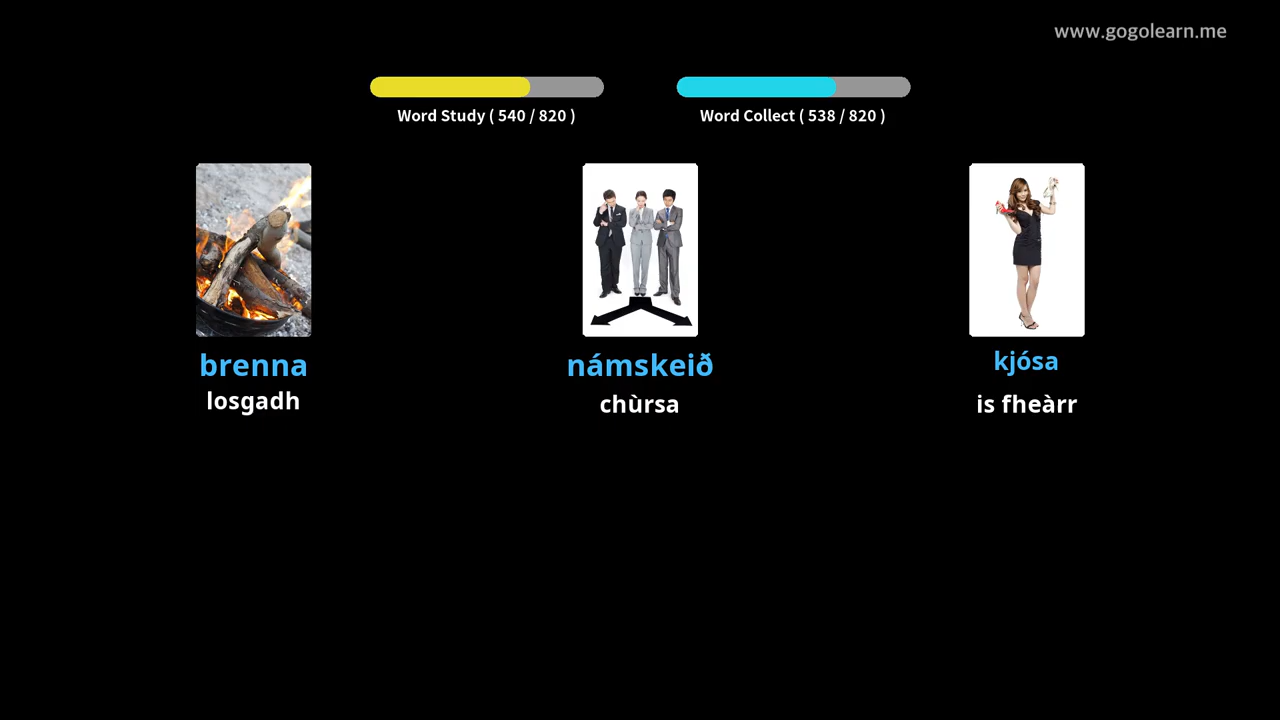 www.gogolearn.me
Word Study ( 540 / 820 )
Word Collect ( 538 / 820 )
brenna
losgadh
námskeið
chùrsa
kjósa
is fheàrr